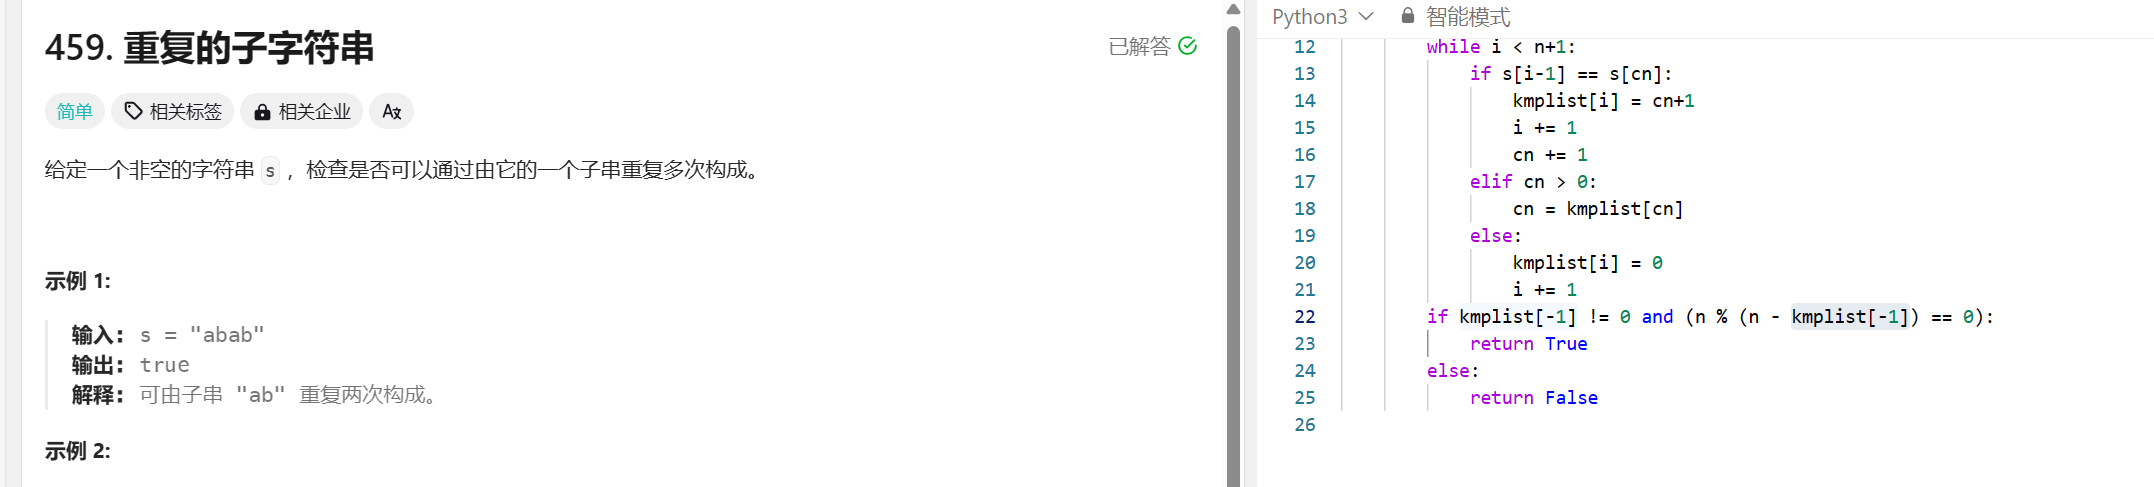 459. 重复的子字符串
已解答
简单 相关标签 相关企业 A文
给定一个非空的字符串 s ，检查是否可以通过由它的一个子串重复多次构成。
示例 1:
输入: s = "abab"
输出: true
解释: 可由子串 "ab" 重复两次构成。
示例 2:
Python3 智能模式
12 while i < n+1:
13 if s[i-1] == s[cn]:
14 kmplist[i] = cn+1
15 i += 1
16 cn += 1
17 elif cn > 0:
18 cn = kmplist[cn]
19 else:
20 kmplist[i] = 0
21 i += 1
22 if kmplist[-1] != 0 and (n % (n - kmplist[-1]) == 0):
23 return True
24 else:
25 return False
26